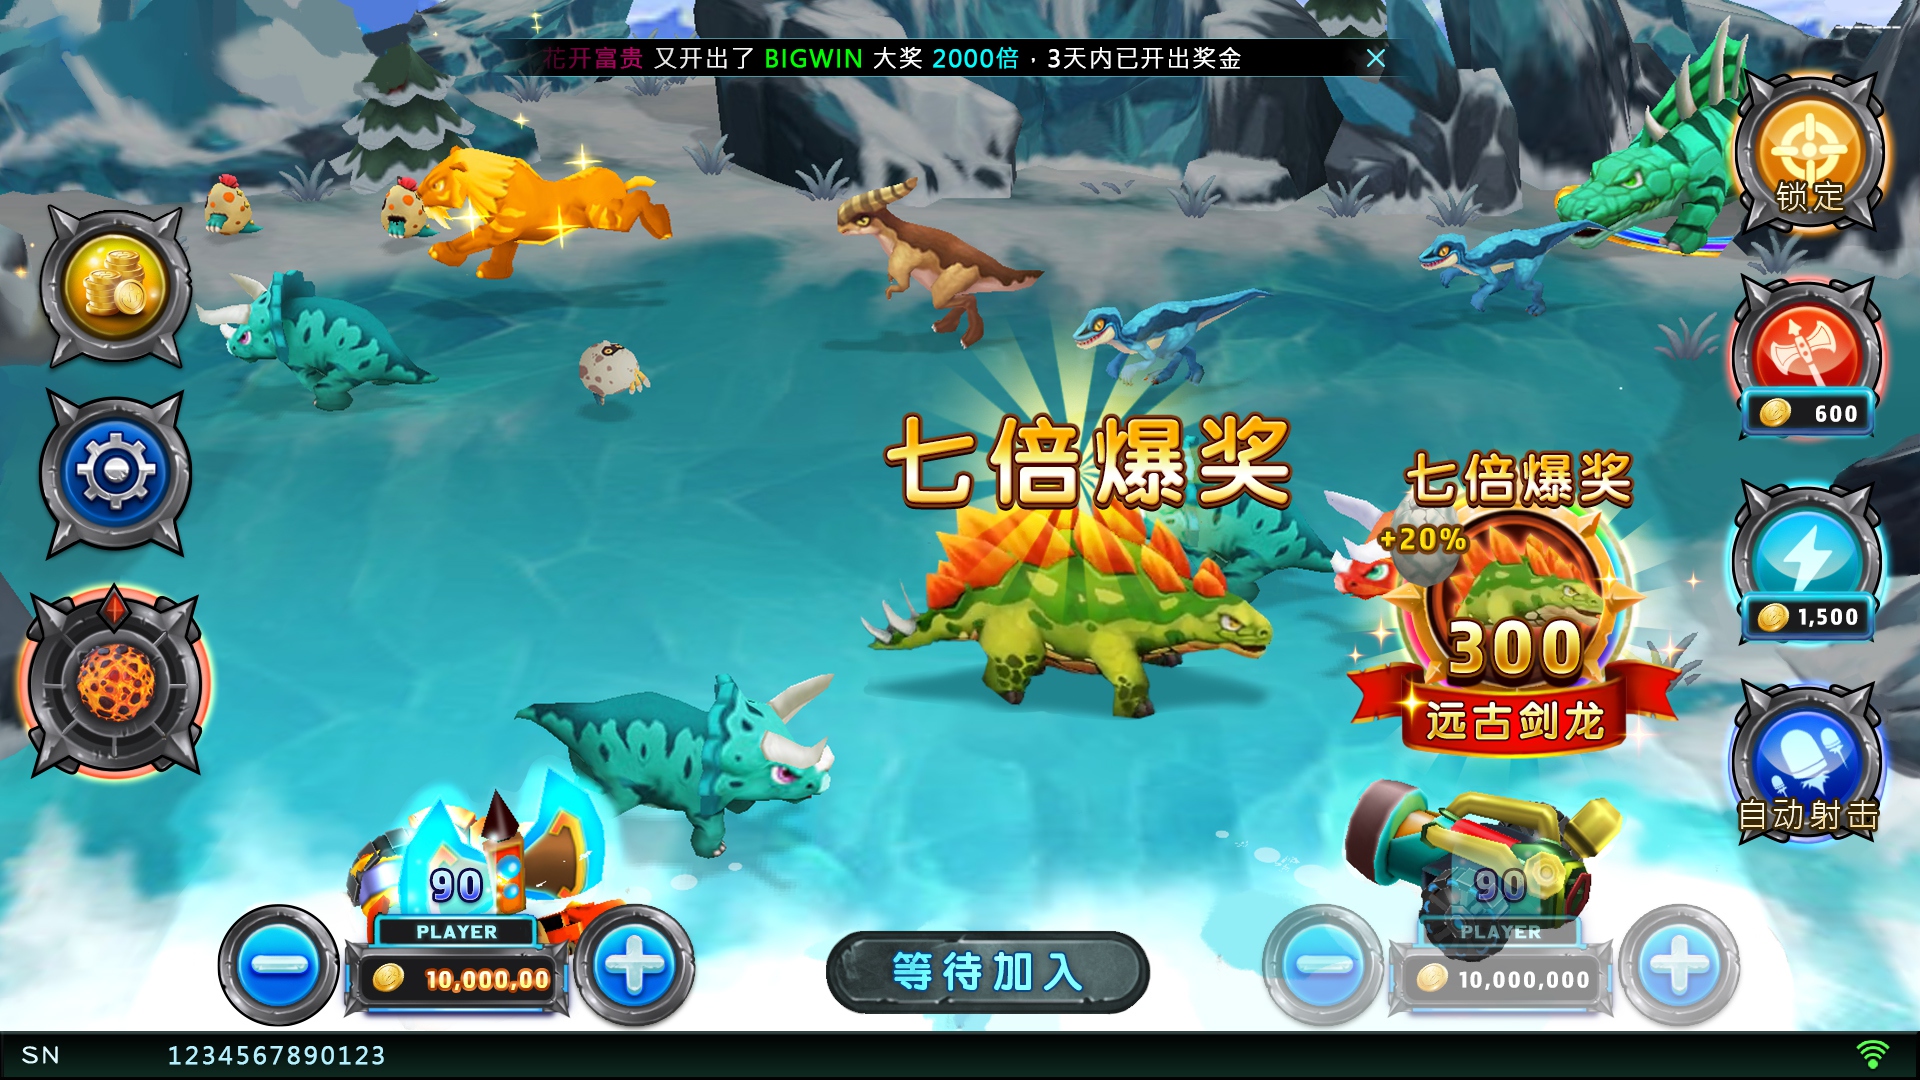 花开富贵 又开出了 BIGWIN 大奖 2000倍，3天内已开出奖金
锁定
600
七倍爆奖
七倍爆奖
+20%
300
远古剑龙
1,500
自动射击
90
PLAYER
10,000,00
等待加入
90
PLAYER
10,000,000
SN 1234567890123